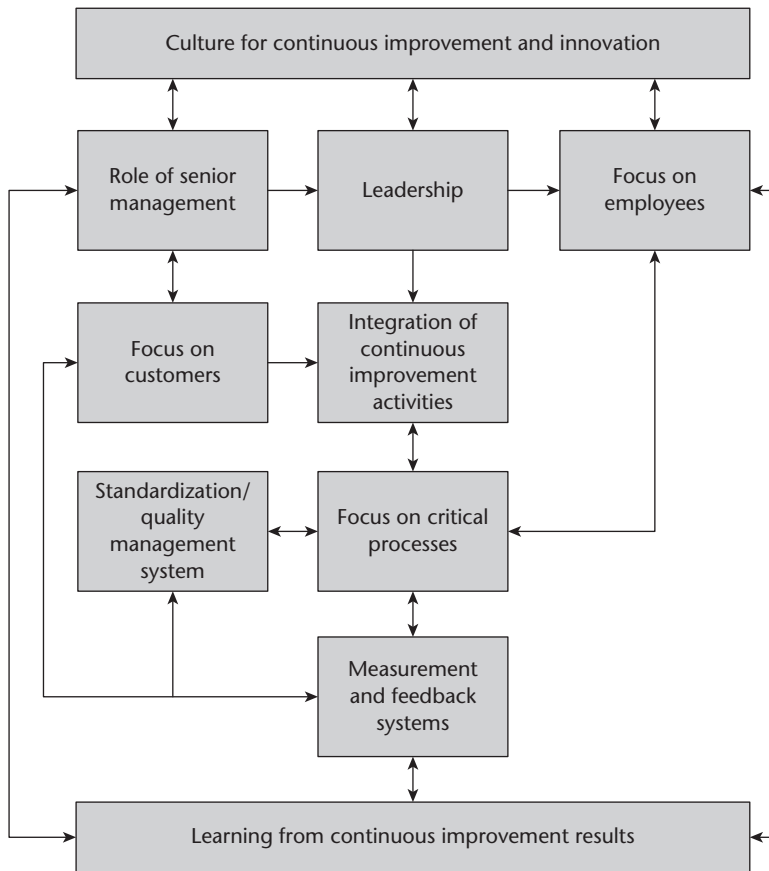 Culture for continuous improvement and innovation
Role of senior
management
Leadership
Focus on
employees
Focus on
customers
Integration of
continuous
improvement
activities
Standardization/
quality
management
system
Focus on critical
processes
Measurement
and feedback
systems
Learning from continuous improvement results